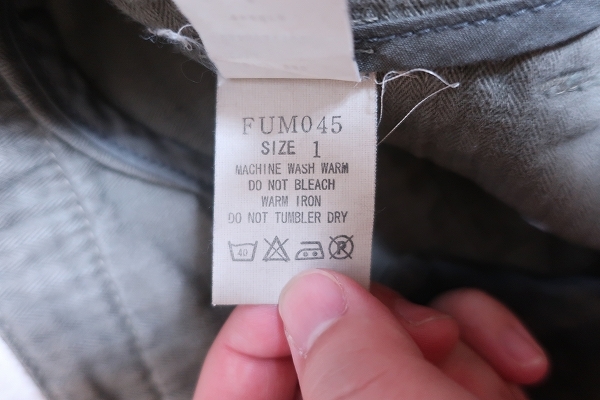 FUM045
SIZE 1
MACHINE WASH WARM
DO NOT BLEACH
WARM IRON
DO NOT TUMBLER DRY
40
R